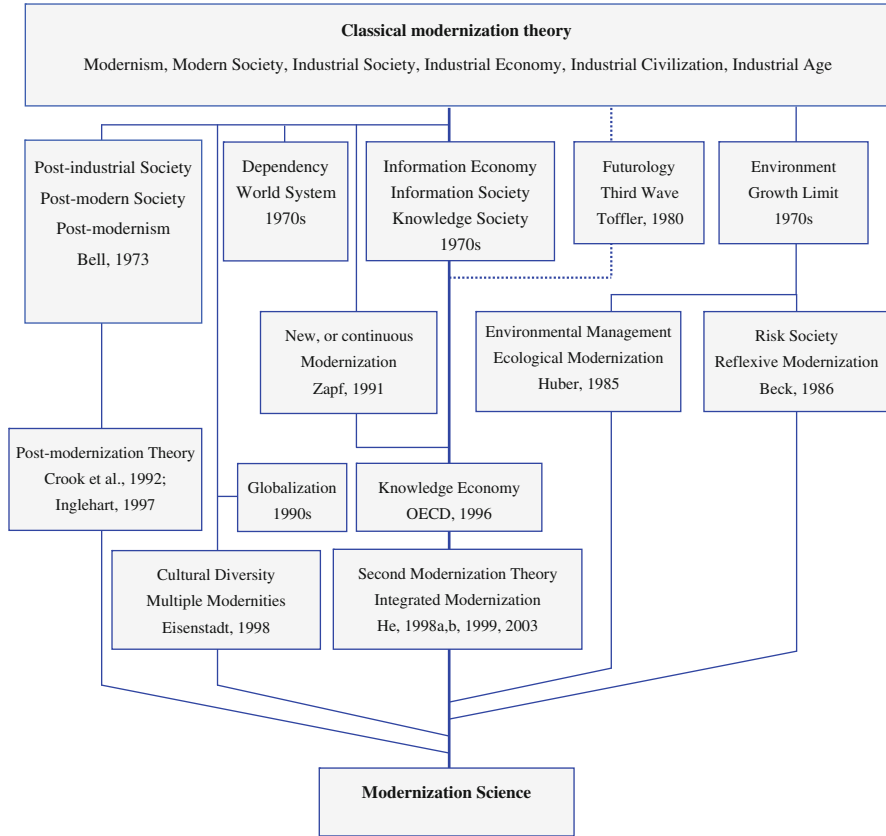 Classical modernization theory
Modernism, Modern Society, Industrial Society, Industrial Economy, Industrial Civilization, Industrial Age
Post-industrial Society
Post-modern Society
Post-modernism
Bell, 1973
Dependency
World System
1970s
Information Economy
Information Society
Knowledge Society
1970s
Futurology
Third Wave
Toffler, 1980
Environment
Growth Limit
1970s
New, or continuous
Modernization
Zapf, 1991
Environmental Management
Ecological Modernization
Huber, 1985
Risk Society
Reflexive Modernization
Beck, 1986
Post-modernization Theory
Crook et al., 1992;
Inglehart, 1997
Globalization
1990s
Knowledge Economy
OECD, 1996
Cultural Diversity
Multiple Modernities
Eisenstadt, 1998
Second Modernization Theory
Integrated Modernization
He, 1998a,b, 1999, 2003
Modernization Science